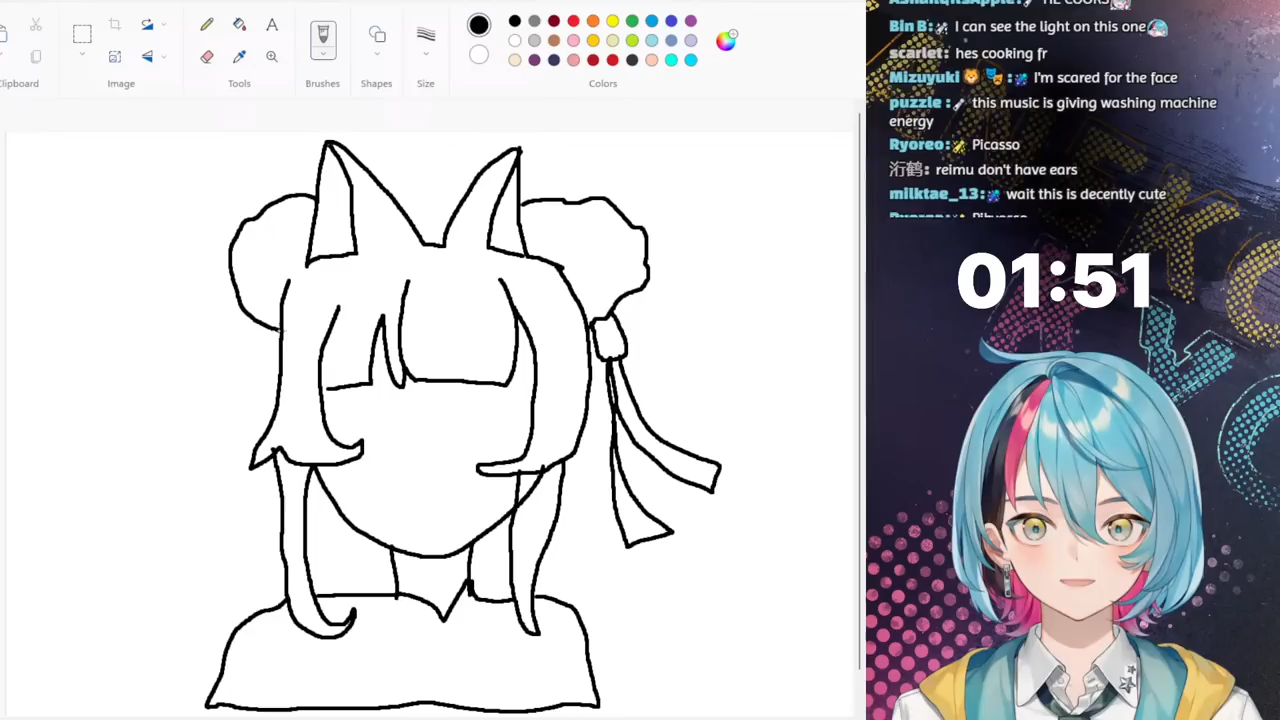 Clipboard
Image
Tools
Brushes
Shapes
Size
Colors
HE COOKS
Bin B: I can see the light on this one
scarlet: hes cooking fr
Mizuyuki : I'm scared for the face
puzzle : this music is giving washing machine
energy
Ryoreo: Picasso
洐鹤: reimu don't have ears
milktae_13: wait this is decently cute
01:51